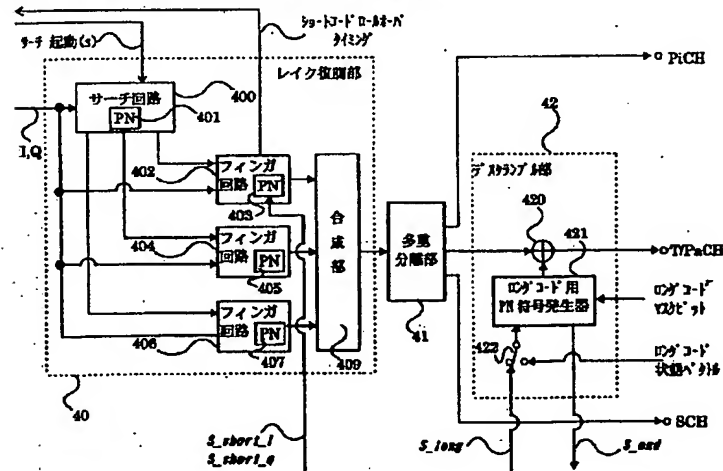 サーチ 起動(s)
ショートコード ロールオーバ
タイミング
レイク復調部
サーチ回路
400
PN
401
I,Q
402
フィンガ
回路
PN
403
404
フィンガ
回路
PN
405
406
フィンガ
回路
PN
407
合成部
409
40
多重
分離部
41
S_short_i
S_short_q
PiCH
42
デスクランブル部
420
421
T/PaCH
ロングコード用
PN 符号発生器
ロングコード
マスクビット
422
ロングコード
状態ベクトル
SCH
S_long
S_end